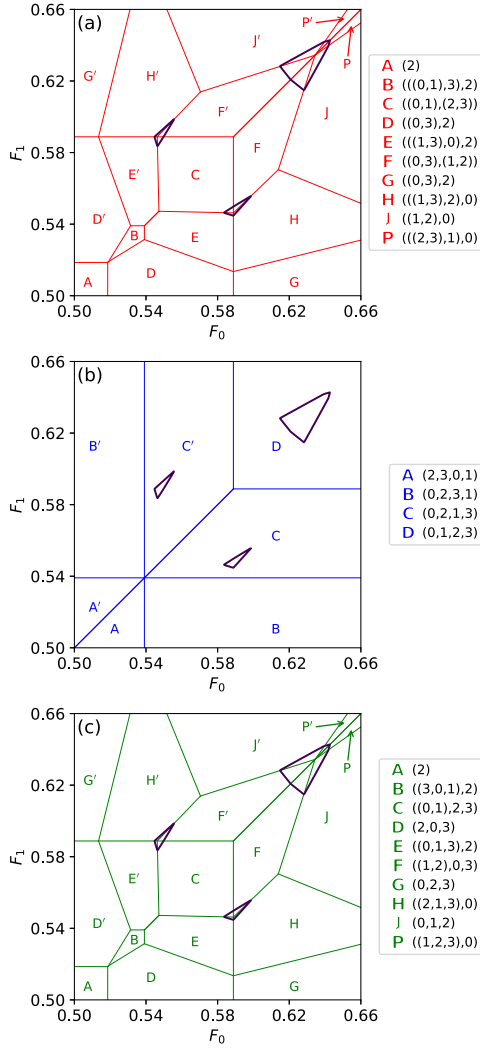 (a)
0.66
0.62
0.58
0.54
0.50
F₁
G′
H′
J′
P′
P
F′
J
F
E′
C
D′
B
E
H
A
D
G
0.50 0.54 0.58 0.62 0.66
F₀
A (2)
B (((0,1),3),2)
C ((0,1),(2,3))
D ((0,3),2)
E (((1,3),0),2)
F ((0,3),(1,2))
G ((0,3),2)
H (((1,3),2),0)
J ((1,2),0)
P (((2,3),1),0)
(b)
0.66
0.62
0.58
0.54
0.50
F₁
B′
C′
D
C
A′
A
B
0.50 0.54 0.58 0.62 0.66
F₀
A (2,3,0,1)
B (0,2,3,1)
C (0,2,1,3)
D (0,1,2,3)
(c)
0.66
0.62
0.58
0.54
0.50
F₁
G′
H′
J′
P′
P
F′
J
F
E′
C
D′
B
E
H
A
D
G
0.50 0.54 0.58 0.62 0.66
F₀
A (2)
B ((3,0,1),2)
C ((0,1),2,3)
D (2,0,3)
E ((0,1,3),2)
F ((1,2),0,3)
G (0,2,3)
H ((2,1,3),0)
J (0,1,2)
P ((1,2,3),0)